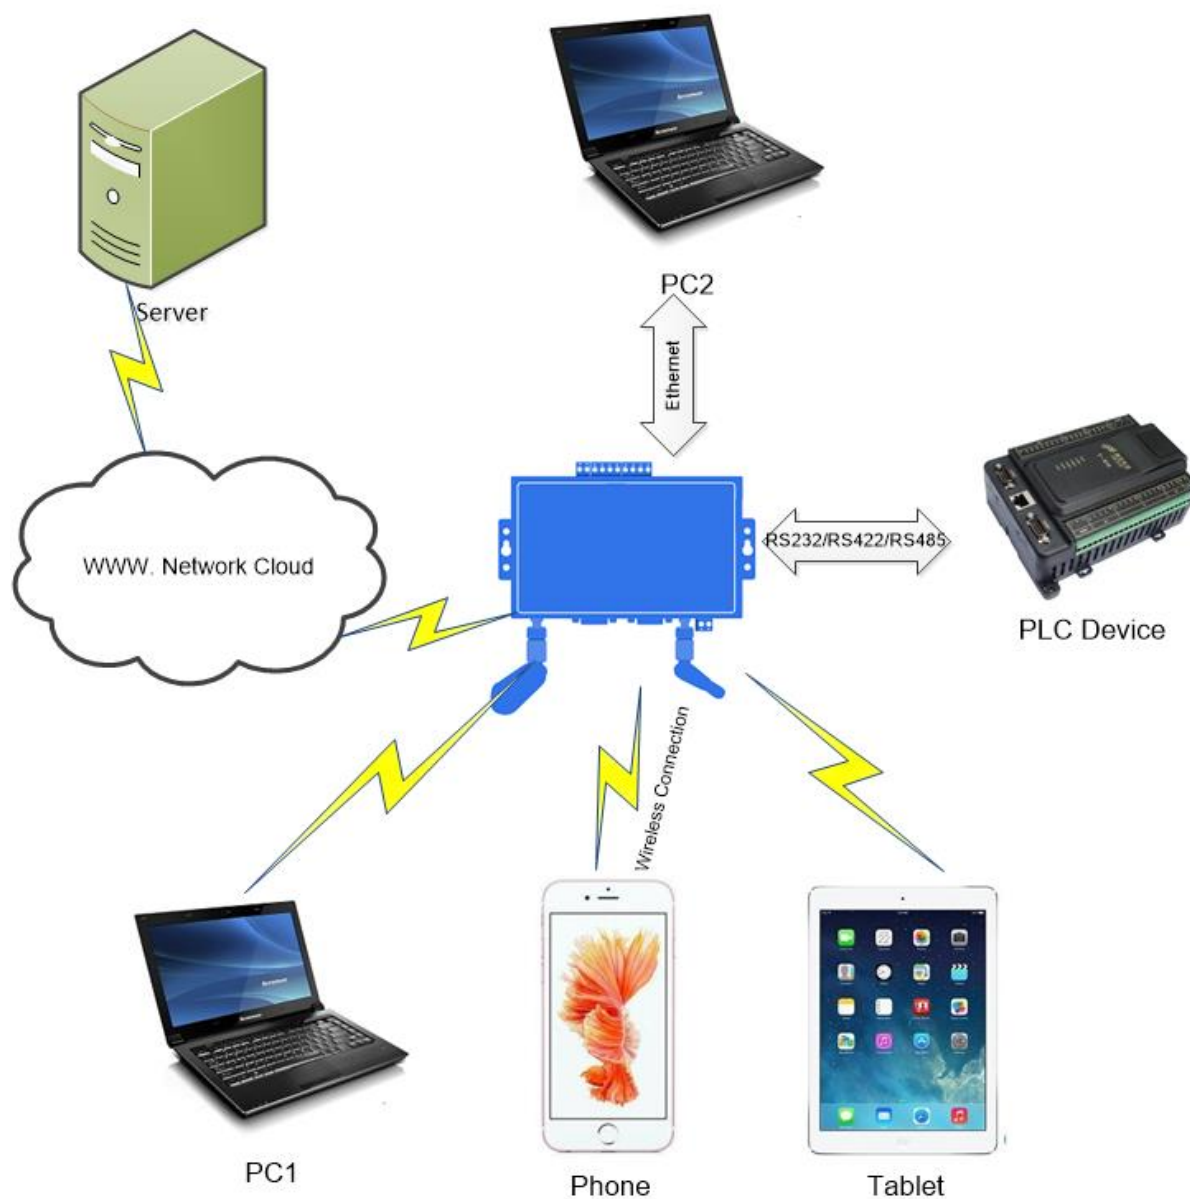 PC2
Server
Ethernet
RS232/RS422/RS485
WWW. Network Cloud
PLC Device
Wireless Connection
PC1
Phone
Tablet